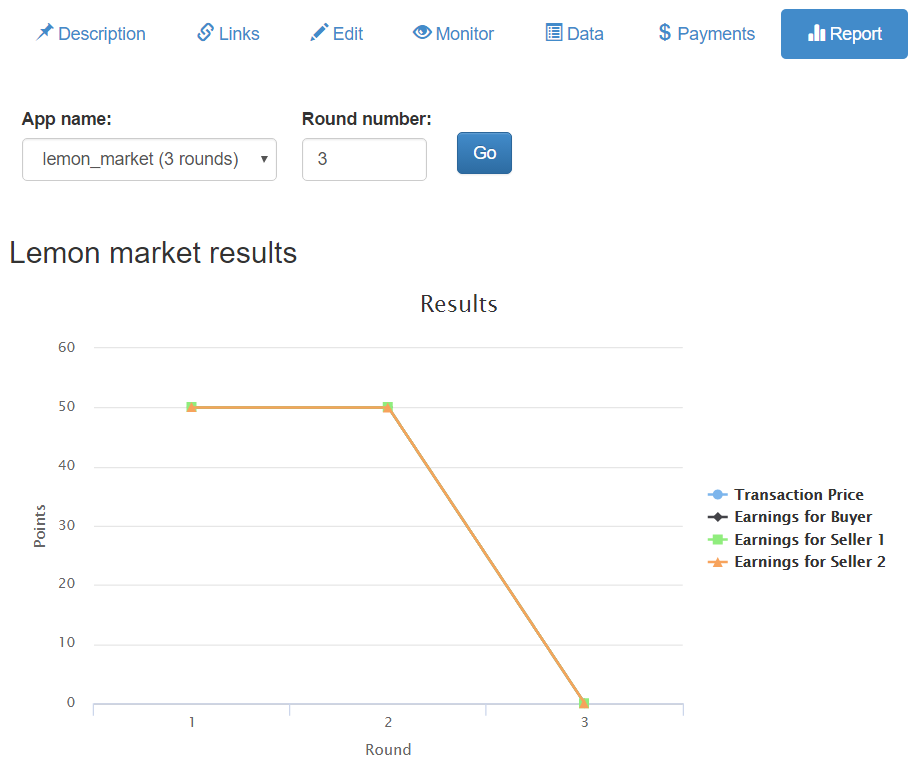 Description Links Edit Monitor Data $ Payments Report
App name: Round number:
lemon_market (3 rounds) 3 Go
Lemon market results
Results
60
50
40
30
20
10
0
Points
1 2 3
Round
Transaction Price
Earnings for Buyer
Earnings for Seller 1
Earnings for Seller 2